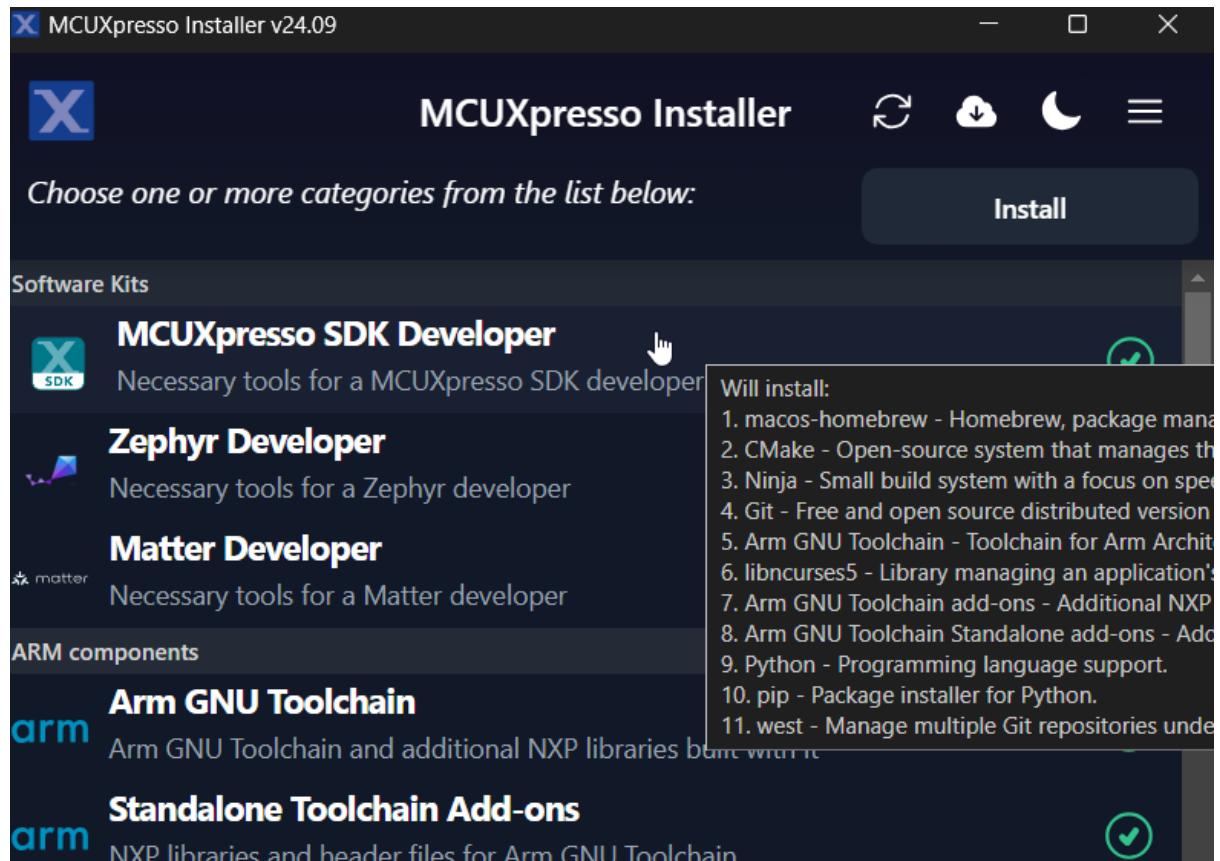 MCUXpresso Installer v24.09
MCUXpresso Installer
Choose one or more categories from the list below:
Install
Software Kits
MCUXpresso SDK Developer
SDK
Necessary tools for a MCUXpresso SDK developer
Will install:
1. macos-homebrew - Homebrew, package mana
2. CMake - Open-source system that manages th
3. Ninja - Small build system with a focus on spee
4. Git - Free and open source distributed version
5. Arm GNU Toolchain - Toolchain for Arm Archit
6. libncurses5 - Library managing an application's
7. Arm GNU Toolchain add-ons - Additional NXP
8. Arm GNU Toolchain Standalone add-ons - Add
9. Python - Programming language support.
10. pip - Package installer for Python.
11. west - Manage multiple Git repositories unde
Zephyr Developer
Necessary tools for a Zephyr developer
Matter Developer
matter
Necessary tools for a Matter developer
ARM components
Arm GNU Toolchain
arm
Arm GNU Toolchain and additional NXP libraries built with it
Standalone Toolchain Add-ons
arm
NXP libraries and header files for Arm GNU Toolchain